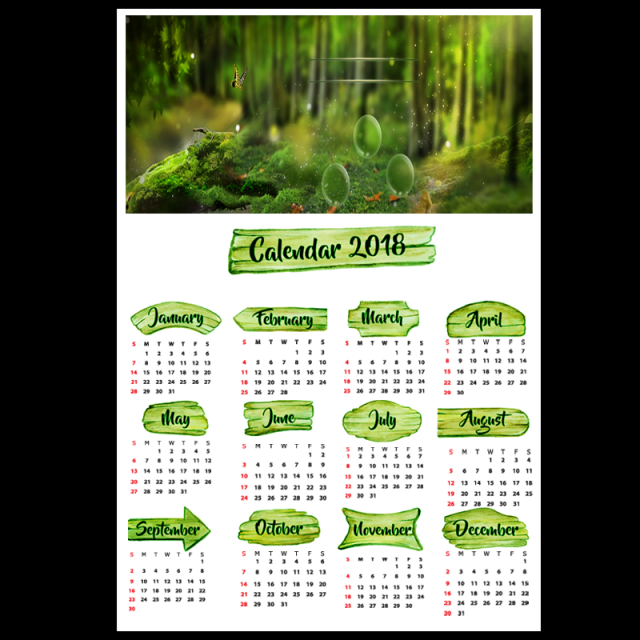 Calendar 2018
January
S M T W T F S
1 2 3 4 5 6
7 8 9 10 11 12 13
14 15 16 17 18 19 20
21 22 23 24 25 26 27
28 29 30 31
February
S M T W T F S
1 2 3
4 5 6 7 8 9 10
11 12 13 14 15 16 17
18 19 20 21 22 23 24
25 26 27 28
March
S M T W T F S
1 2 3
4 5 6 7 8 9 10
11 12 13 14 15 16 17
18 19 20 21 22 23 24
25 26 27 28 29 30 31
April
S M T W T F S
1 2 3 4 5 6 7
8 9 10 11 12 13 14
15 16 17 18 19 20 21
22 23 24 25 26 27 28
29 30
May
S M T W T F S
1 2 3 4 5
6 7 8 9 10 11 12
13 14 15 16 17 18 19
20 21 22 23 24 25 26
27 28 29 30 31
June
S M T W T F S
1 2
3 4 5 6 7 8 9
10 11 12 13 14 15 16
17 18 19 20 21 22 23
24 25 26 27 28 29 30
July
S M T W T F S
1 2 3 4 5 6 7
8 9 10 11 12 13 14
15 16 17 18 19 20 21
22 23 24 25 26 27 28
29 30 31
August
S M T W T F S
1 2 3 4
5 6 7 8 9 10 11
12 13 14 15 16 17 18
19 20 21 22 23 24 25
26 27 28 29 30 31
September
S M T W T F S
1
2 3 4 5 6 7 8
9 10 11 12 13 14 15
16 17 18 19 20 21 22
23 24 25 26 27 28 29
30
October
S M T W T F S
1 2 3 4 5 6
7 8 9 10 11 12 13
14 15 16 17 18 19 20
21 22 23 24 25 26 27
28 29 30 31
November
S M T W T F S
1 2 3
4 5 6 7 8 9 10
11 12 13 14 15 16 17
18 19 20 21 22 23 24
25 26 27 28 29 30
December
S M T W T F S
1
2 3 4 5 6 7 8
9 10 11 12 13 14 15
16 17 18 19 20 21 22
23 24 25 26 27 28 29
30 31